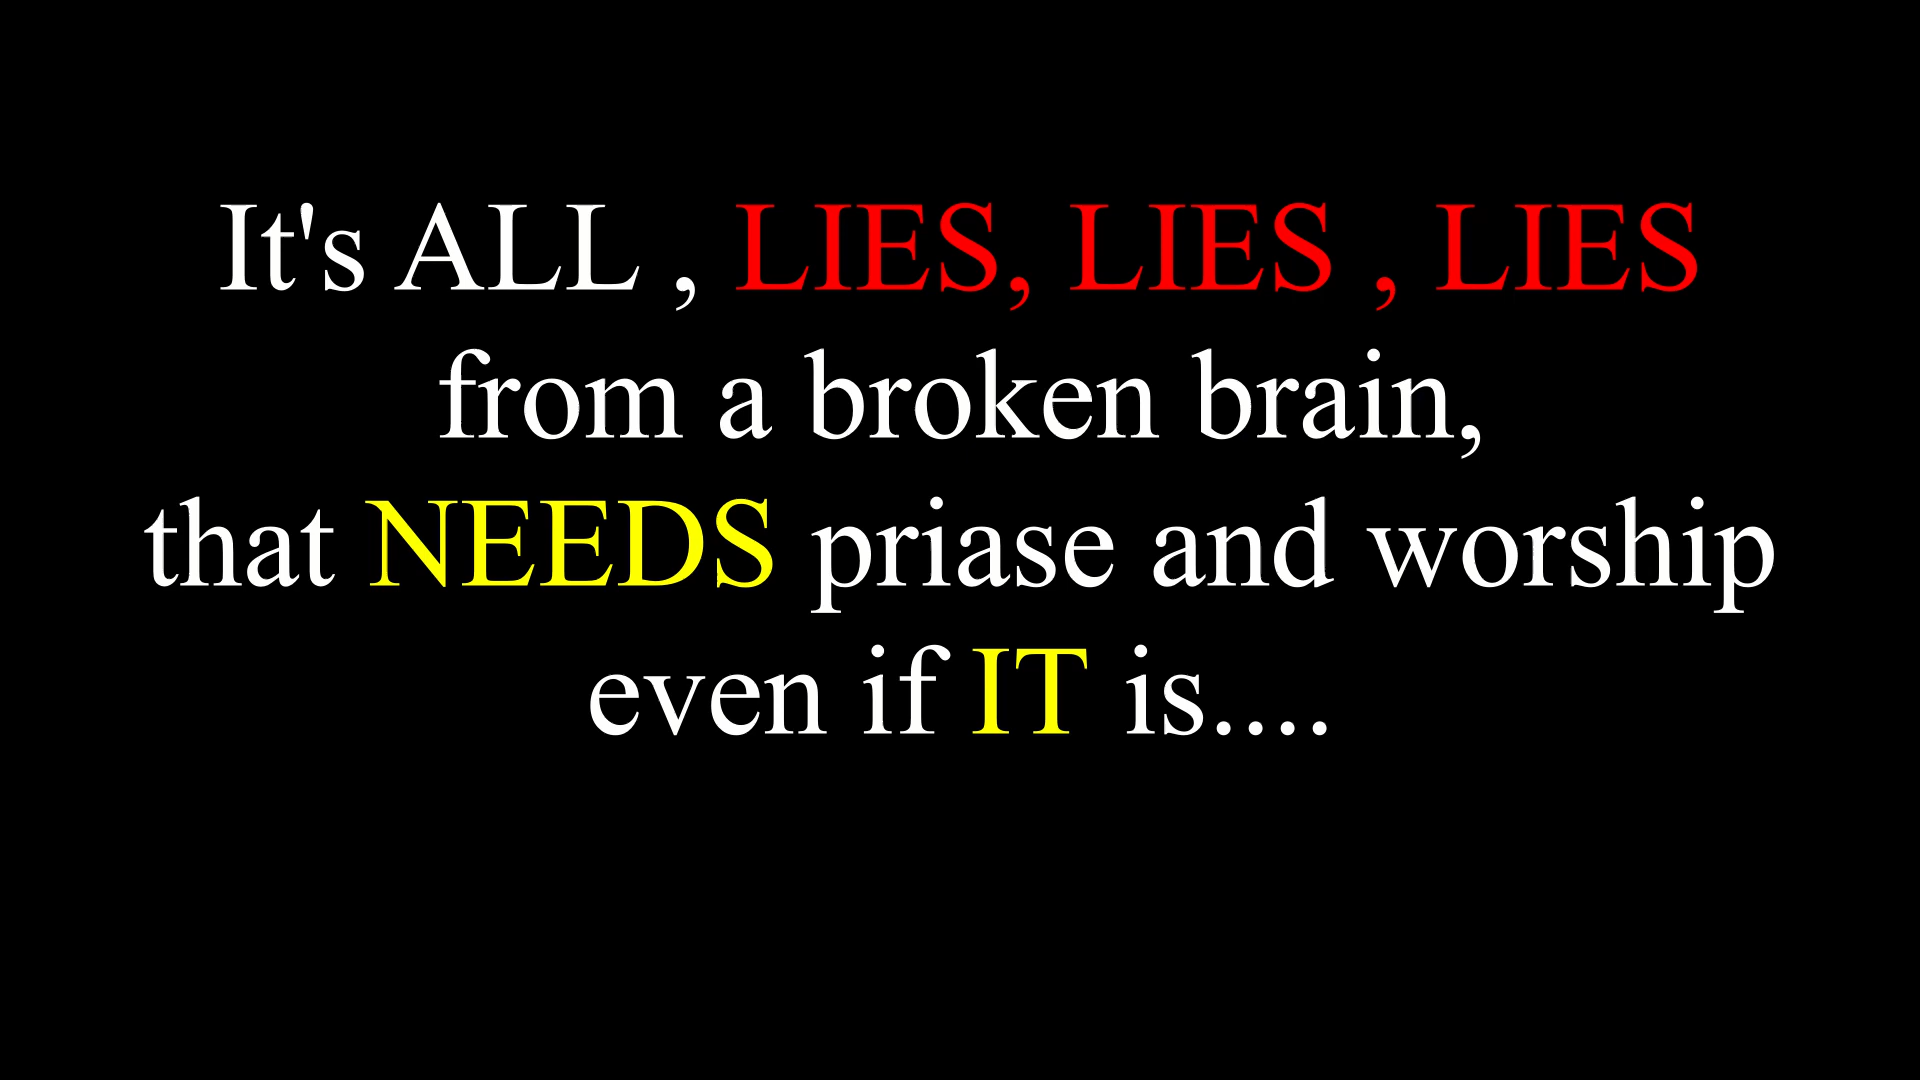 It's ALL , LIES, LIES , LIES
from a broken brain,
that NEEDS priase and worship
even if IT is....